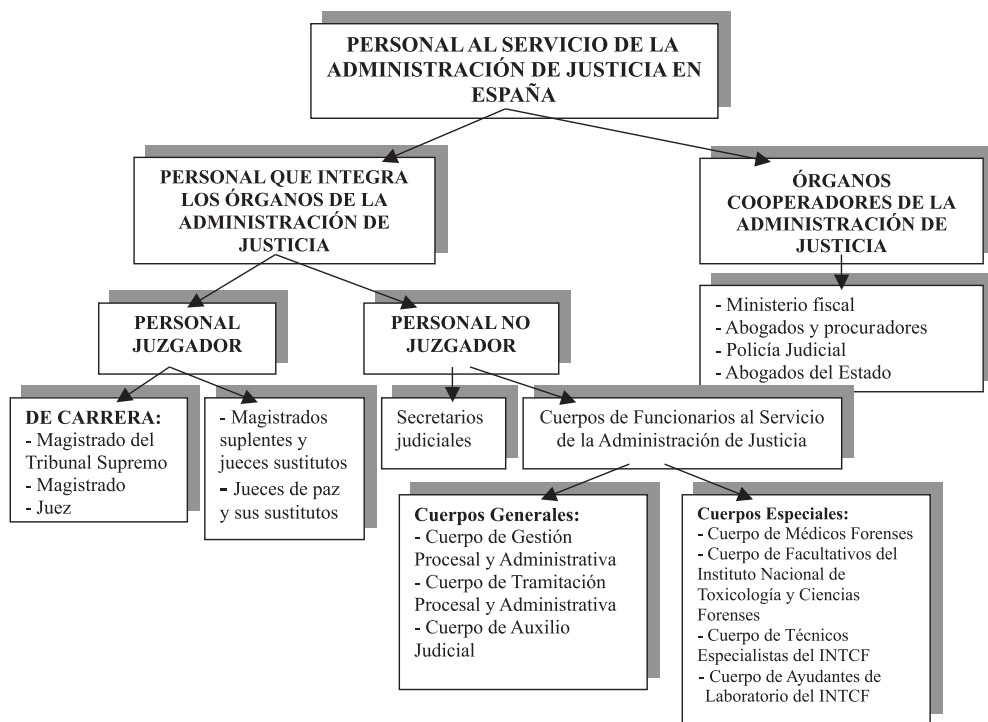 PERSONAL AL SERVICIO DE LA
ADMINISTRACIÓN DE JUSTICIA EN
ESPAÑA
PERSONAL QUE INTEGRA
LOS ÓRGANOS DE LA
ADMINISTRACIÓN DE
JUSTICIA
ÓRGANOS
COOPERADORES DE LA
ADMINISTRACIÓN DE
JUSTICIA
- Ministerio fiscal
- Abogados y procuradores
- Policía Judicial
- Abogados del Estado
PERSONAL
JUZGADOR
PERSONAL NO
JUZGADOR
DE CARRERA:
- Magistrado del
Tribunal Supremo
- Magistrado
- Juez
- Magistrados
suplentes y
jueces sustitutos
- Jueces de paz
y sus sustitutos
Secretarios
judiciales
Cuerpos de Funcionarios al Servicio
de la Administración de Justicia
Cuerpos Generales:
- Cuerpo de Gestión
Procesal y Administrativa
- Cuerpo de Tramitación
Procesal y Administrativa
- Cuerpo de Auxilio
Judicial
Cuerpos Especiales:
- Cuerpo de Médicos Forenses
- Cuerpo de Facultativos del
Instituto Nacional de
Toxicología y Ciencias
Forenses
- Cuerpo de Técnicos
Especialistas del INTCF
- Cuerpo de Ayudantes de
Laboratorio del INTCF